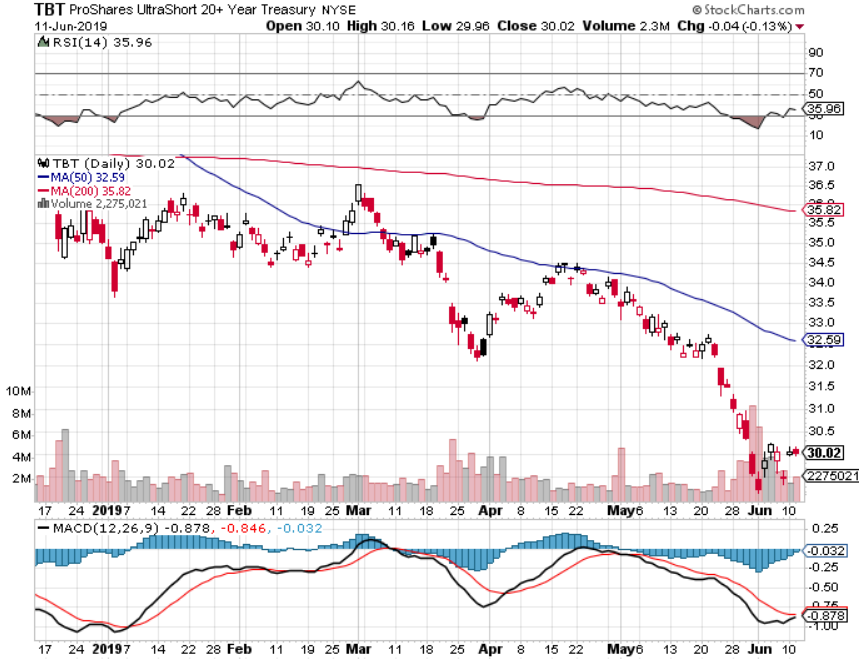 TBT ProShares UltraShort 20+ Year Treasury NYSE © StockCharts.com
11-Jun-2019 Open 30.10 High 30.16 Low 29.96 Close 30.02 Volume 2.3M Chg -0.04 (-0.13%)
RSI(14) 35.96
90
70
50
35.96
30
10
TBT (Daily) 30.02
MA(50) 32.59
MA(200) 35.82
Volume 2,275,021
37.0
36.5
36.0
35.82
35.5
35.0
34.5
34.0
33.5
33.0
32.59
32.0
31.5
31.0
30.5
30.02
2275021
10M
8M
6M
4M
2M
17 24 2019 7 14 22 28 Feb 11 19 25 Mar 11 18 25 Apr 8 15 22 May 6 13 20 28 Jun 10
MACD(12,26,9) -0.878, -0.846, -0.032
0.25
-0.032
-0.25
-0.50
-0.75
-0.878
-1.00
17 24 2019 7 14 22 28 Feb 11 19 25 Mar 11 18 25 Apr 8 15 22 May 6 13 20 28 Jun 10